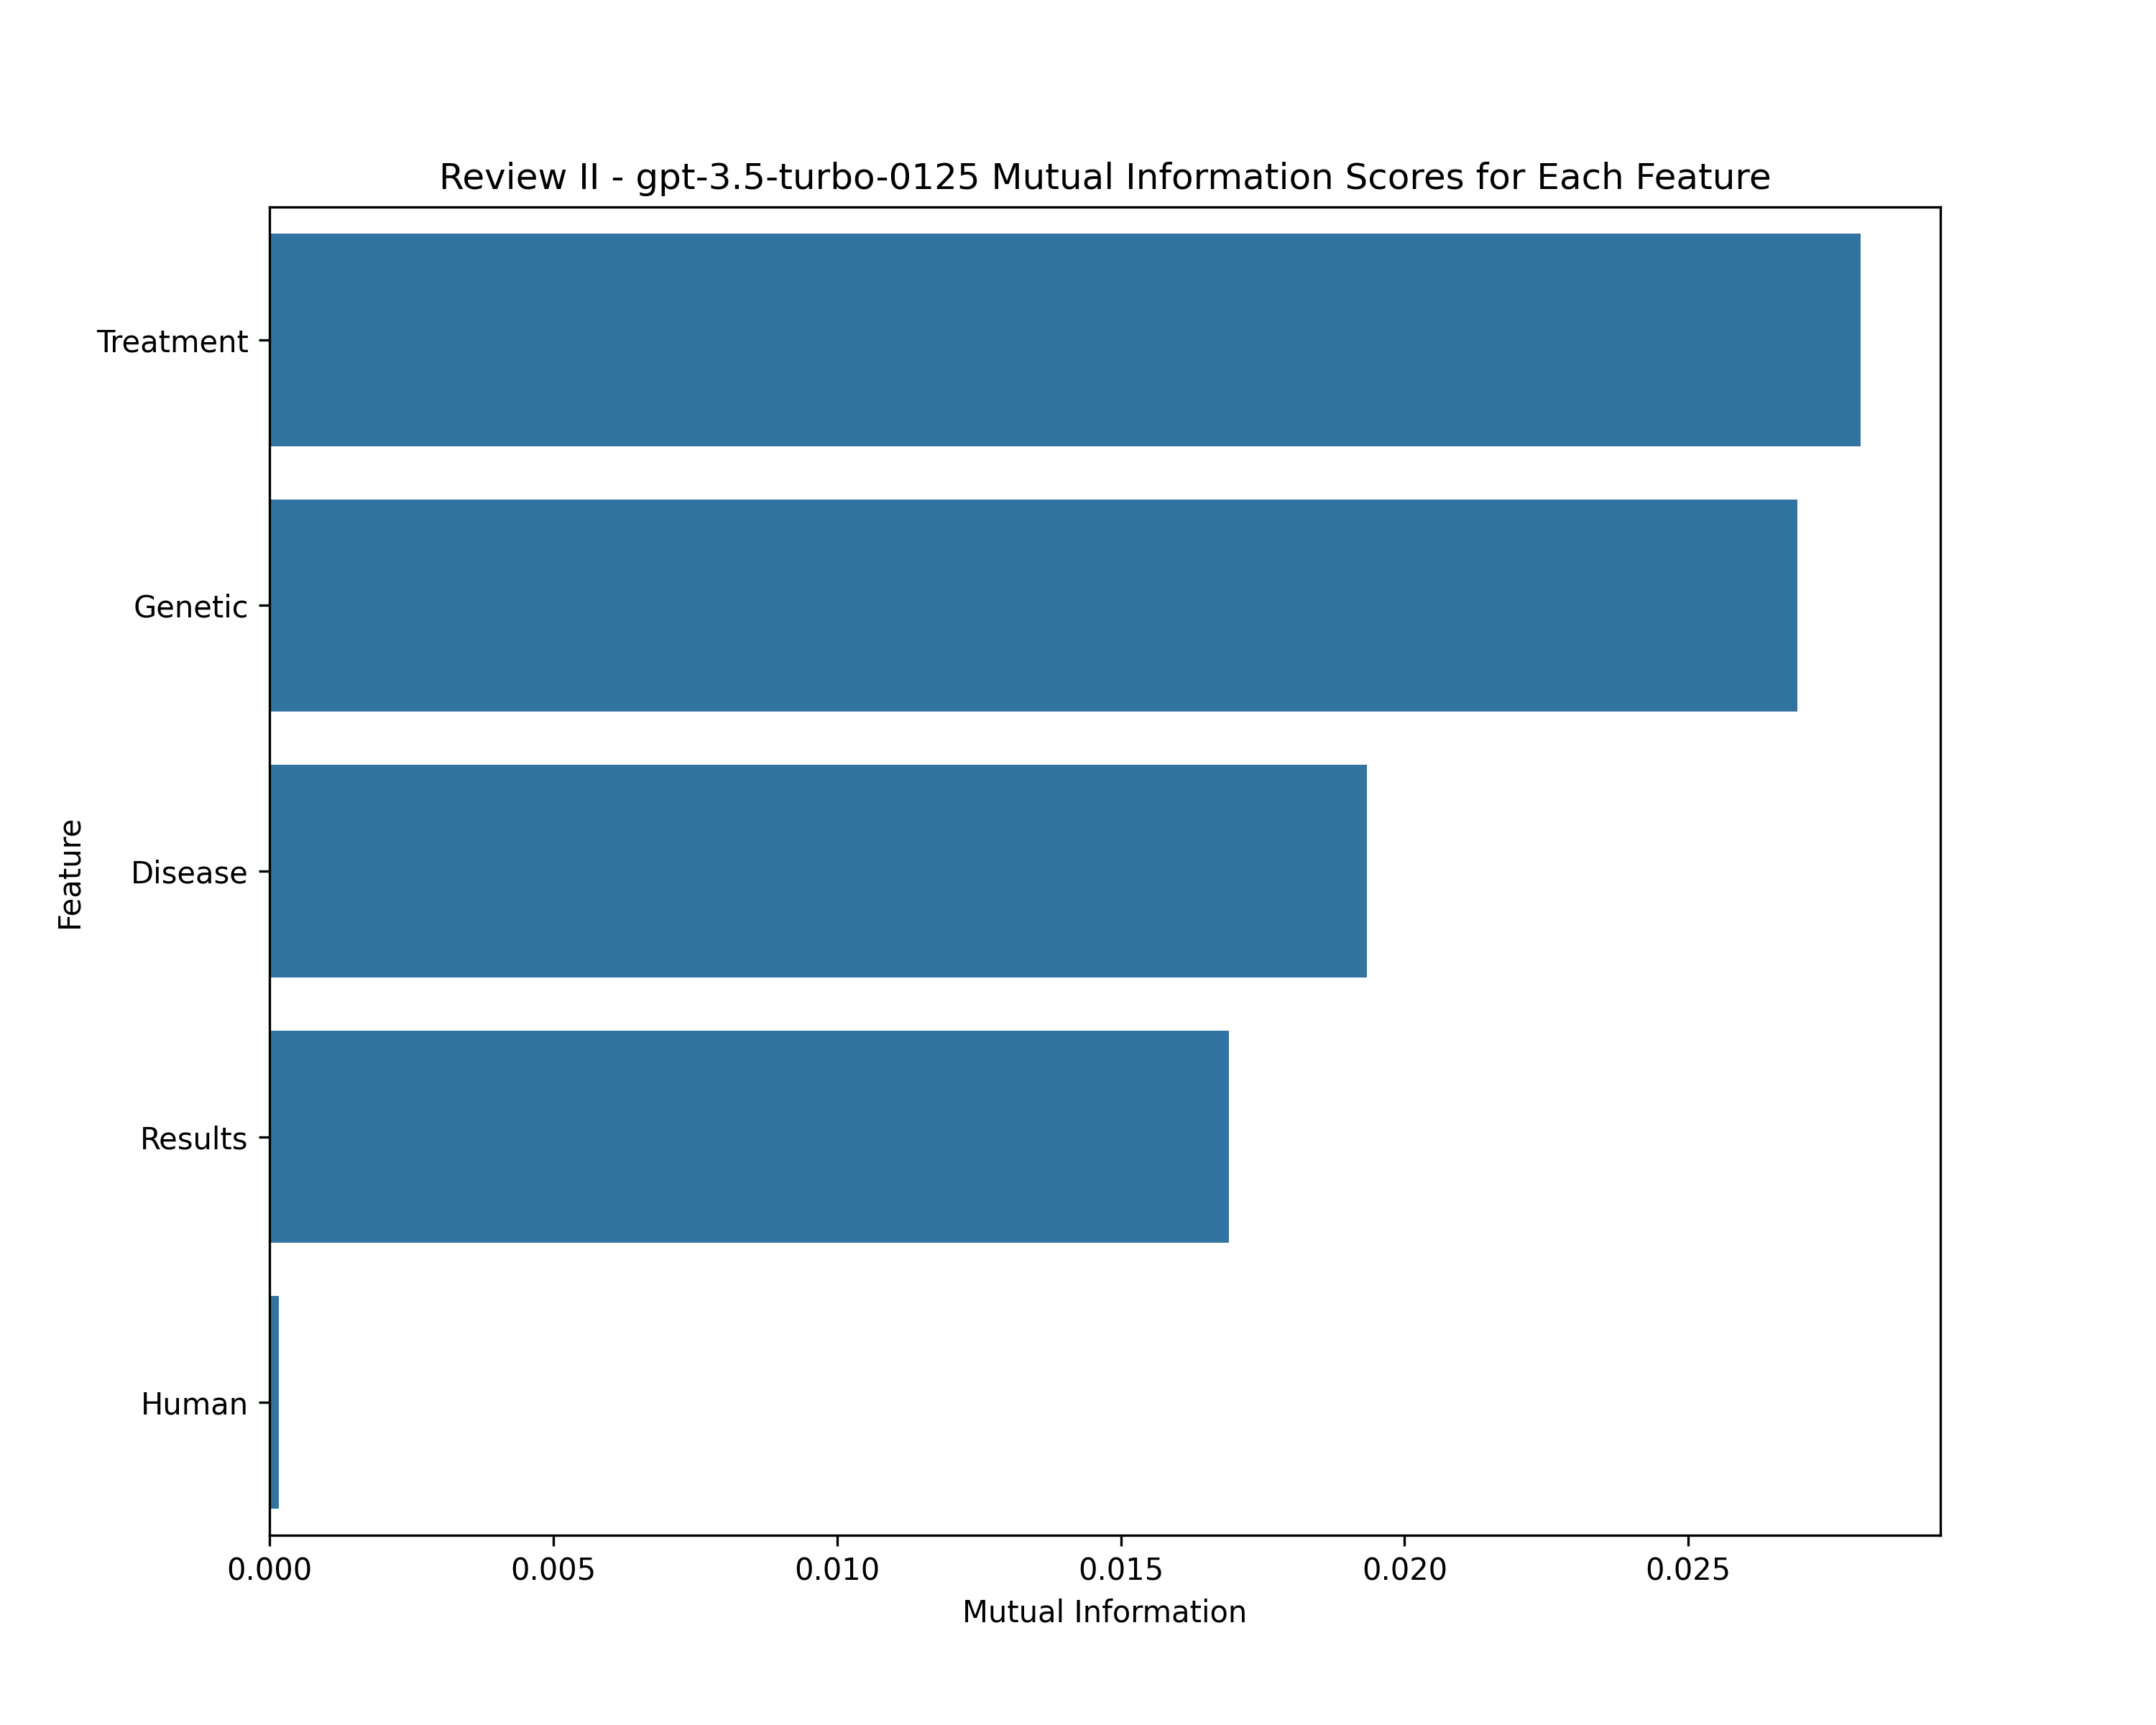 Review II - gpt-3.5-turbo-0125 Mutual Information Scores for Each Feature
Treatment
Genetic
Disease
Results
Human
Feature
0.000 0.005 0.010 0.015 0.020 0.025
Mutual Information